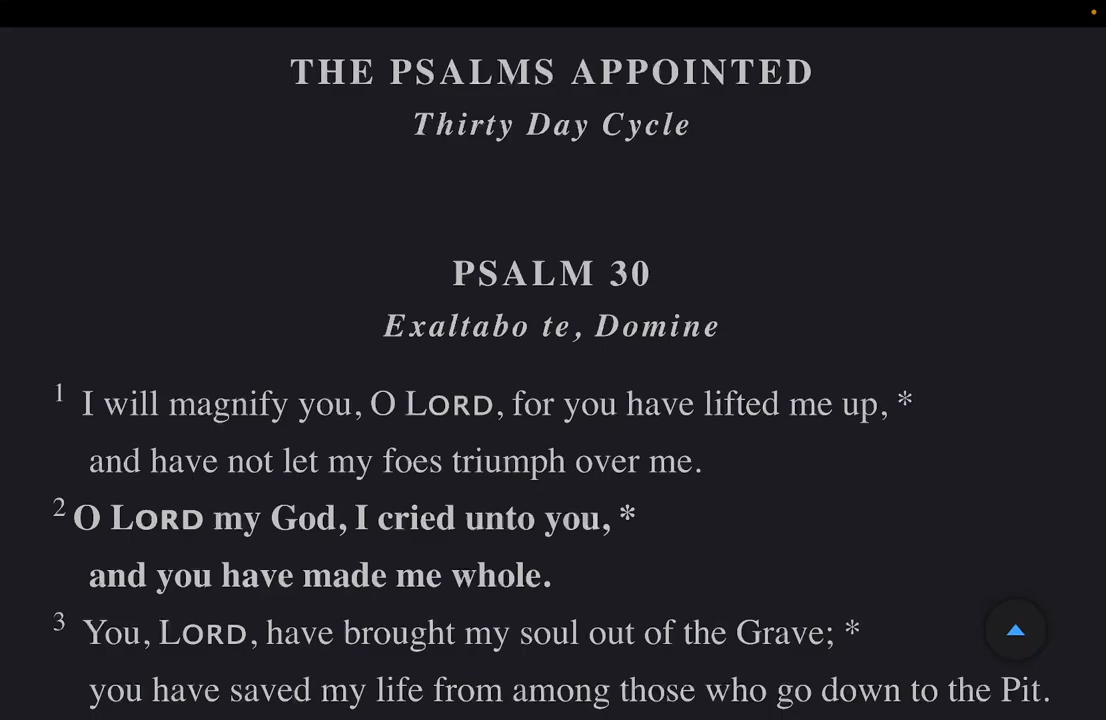 THE PSALMS APPOINTED
Thirty Day Cycle
PSALM 30
Exaltabo te, Domine
1 I will magnify you, O LORD, for you have lifted me up, *
and have not let my foes triumph over me.
2 O LORD my God, I cried unto you, *
and you have made me whole.
3 You, LORD, have brought my soul out of the Grave; *
you have saved my life from among those who go down to the Pit.